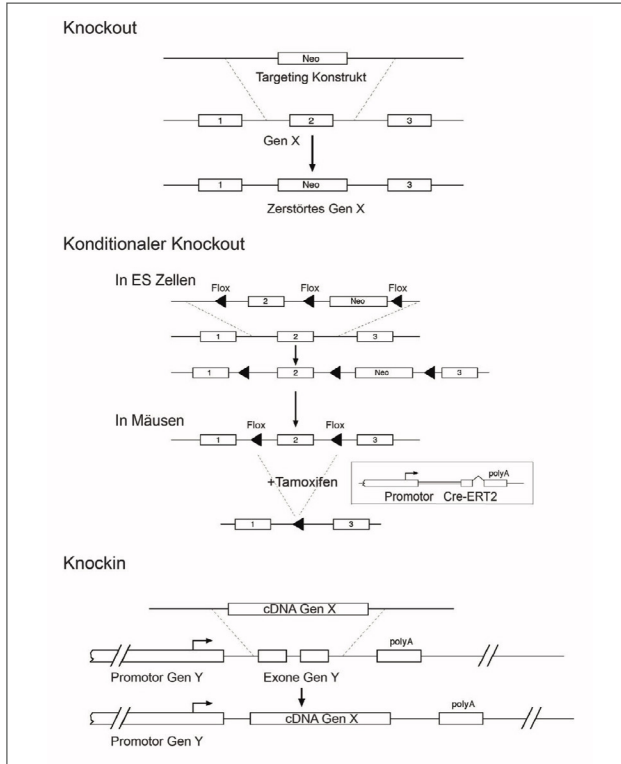 Knockout
Neo
Targeting Konstrukt
1 2 3
Gen X
1 Neo 3
Zerstörtes Gen X
Konditionaler Knockout
In ES Zellen
Flox Flox Flox
2 Neo
1 2 3
1 2 Neo 3
In Mäusen
Flox Flox
1 2 3
+Tamoxifen
polyA
Promotor Cre-ERT2
1 3
Knockin
cDNA Gen X
polyA
Promotor Gen Y Exone Gen Y
cDNA Gen X
polyA
Promotor Gen Y